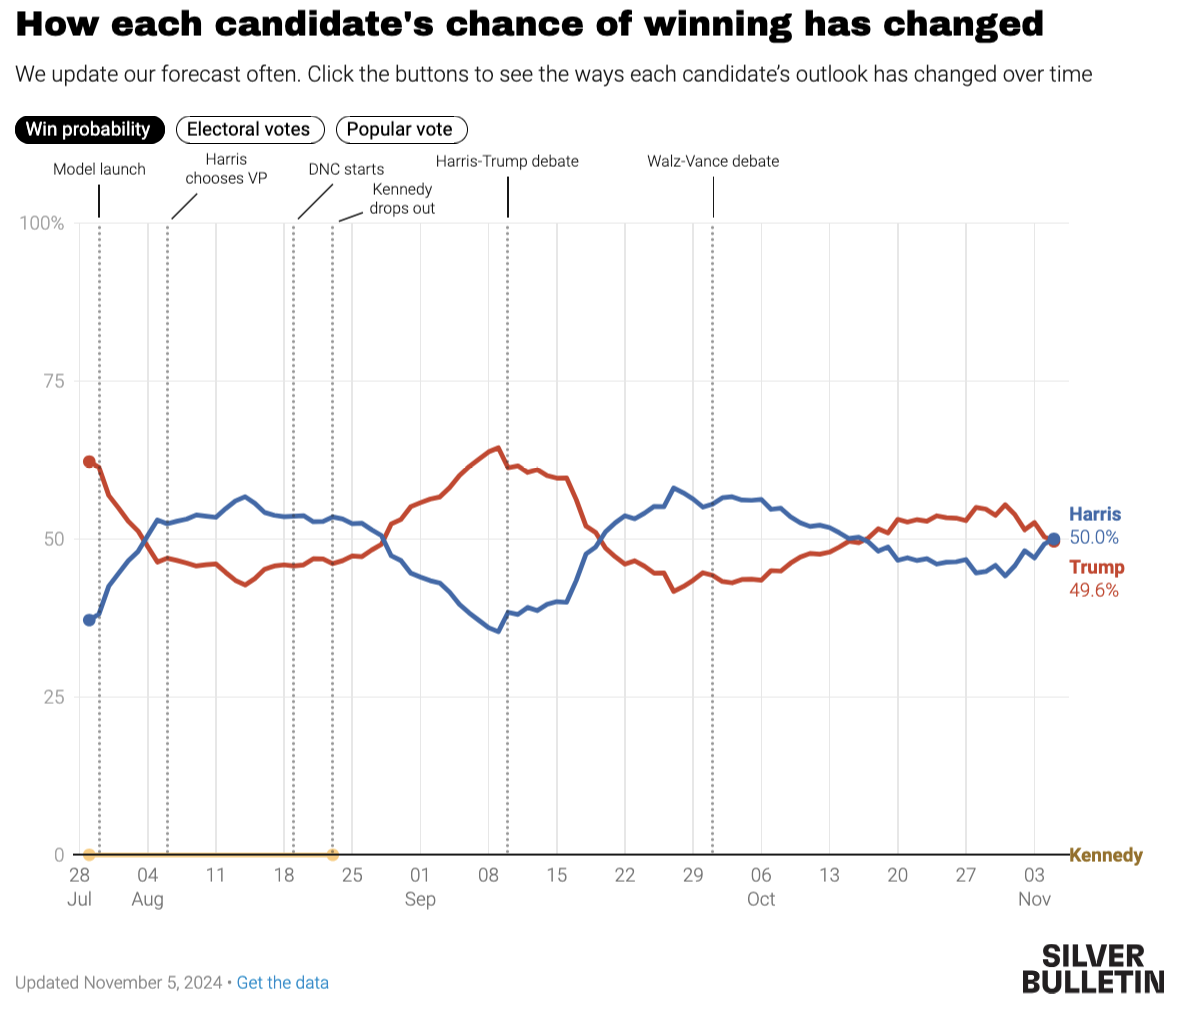 How each candidate's chance of winning has changed
We update our forecast often. Click the buttons to see the ways each candidate’s outlook has changed over time
Win probability
Electoral votes
Popular vote
Model launch
Harris
chooses VP
DNC starts
Kennedy
drops out
Harris-Trump debate
Walz-Vance debate
100%
75
50
25
0
Harris
50.0%
Trump
49.6%
Kennedy
28 04 11 18 25 01 08 15 22 29 06 13 20 27 03
Jul Aug Sep Oct Nov
Updated November 5, 2024 • Get the data
SILVER
BULLETIN